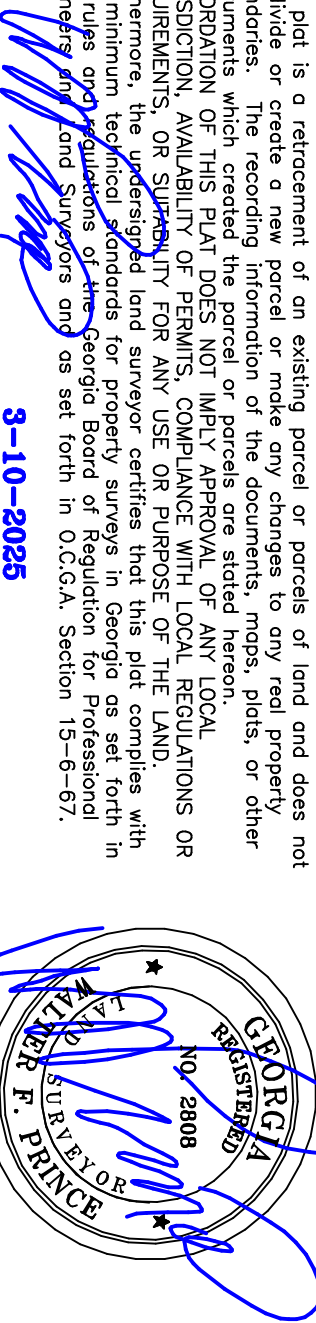 plat is a retracement of an existing parcel or parcels of land and does not
ivide or create a new parcel or make any changes to any real property
ndaries. The recording information of the documents, maps, plats, or other
uments which created the parcel or parcels are stated hereon.
ORDATION OF THIS PLAT DOES NOT IMPLY APPROVAL OF ANY LOCAL
SDICTION, AVAILABILITY OF PERMITS, COMPLIANCE WITH LOCAL REGULATIONS OR
UIREMENTS, OR SUITABILITY FOR ANY USE OR PURPOSE OF THE LAND.
hermore, the undersigned land surveyor certifies that this plat complies with
minimum technical standards for property surveys in Georgia as set forth in
rules and regulations of the Georgia Board of Regulation for Professional
neers and Land Surveyors and as set forth in O.C.G.A. Section 15-6-67.
3-10-2025
GEORGIA
REGISTERED
NO. 2808
LAND SURVEYOR
WALTER F. PRINCE